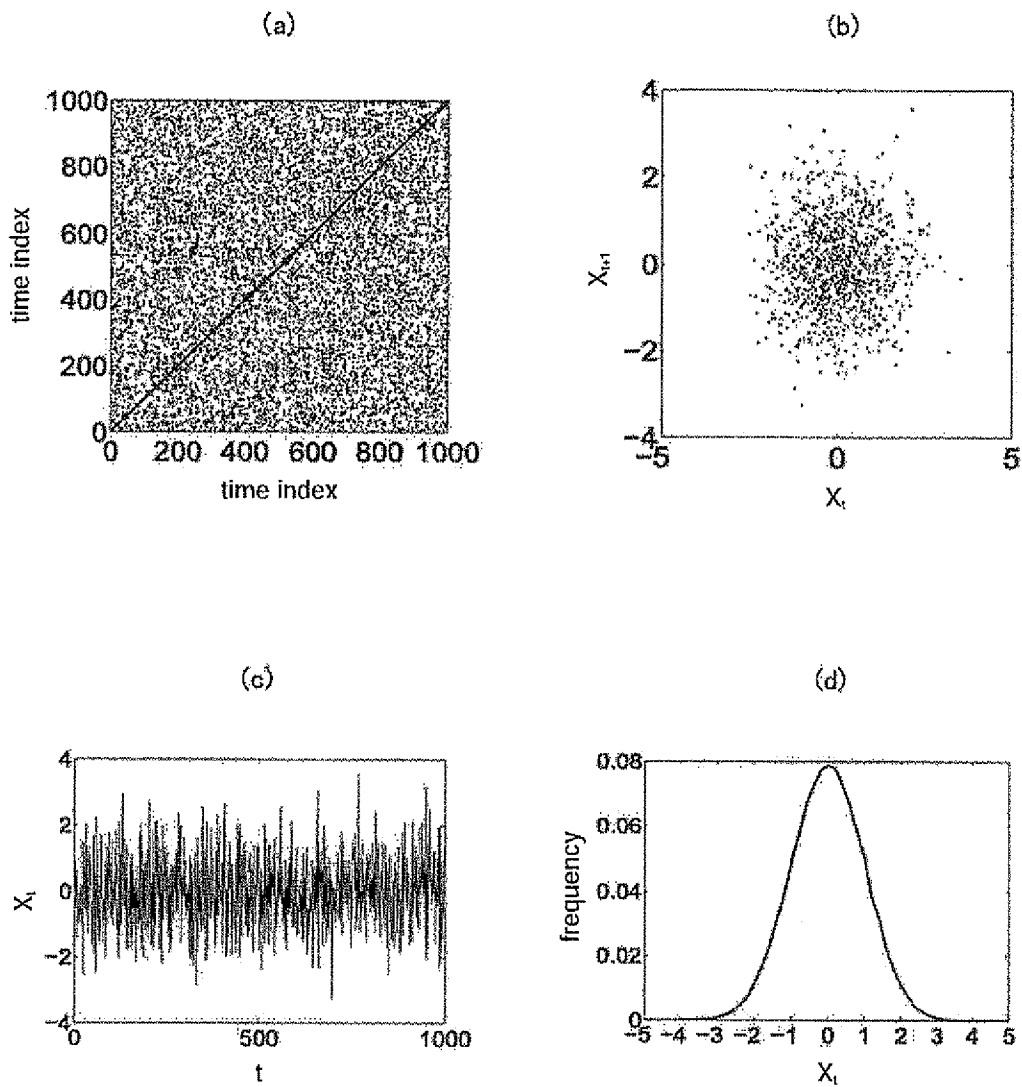 (a)
1000
800
600
400
200
0
0 200 400 600 800 1000
time index
time index
(b)
4
2
0
−2
−4
−5 0 5
X_{t+1}
X_t
(c)
4
2
0
−2
−4
0 500 1000
X_t
t
(d)
0.08
0.06
0.04
0.02
0
−5 −4 −3 −2 −1 0 1 2 3 4 5
frequency
X_t